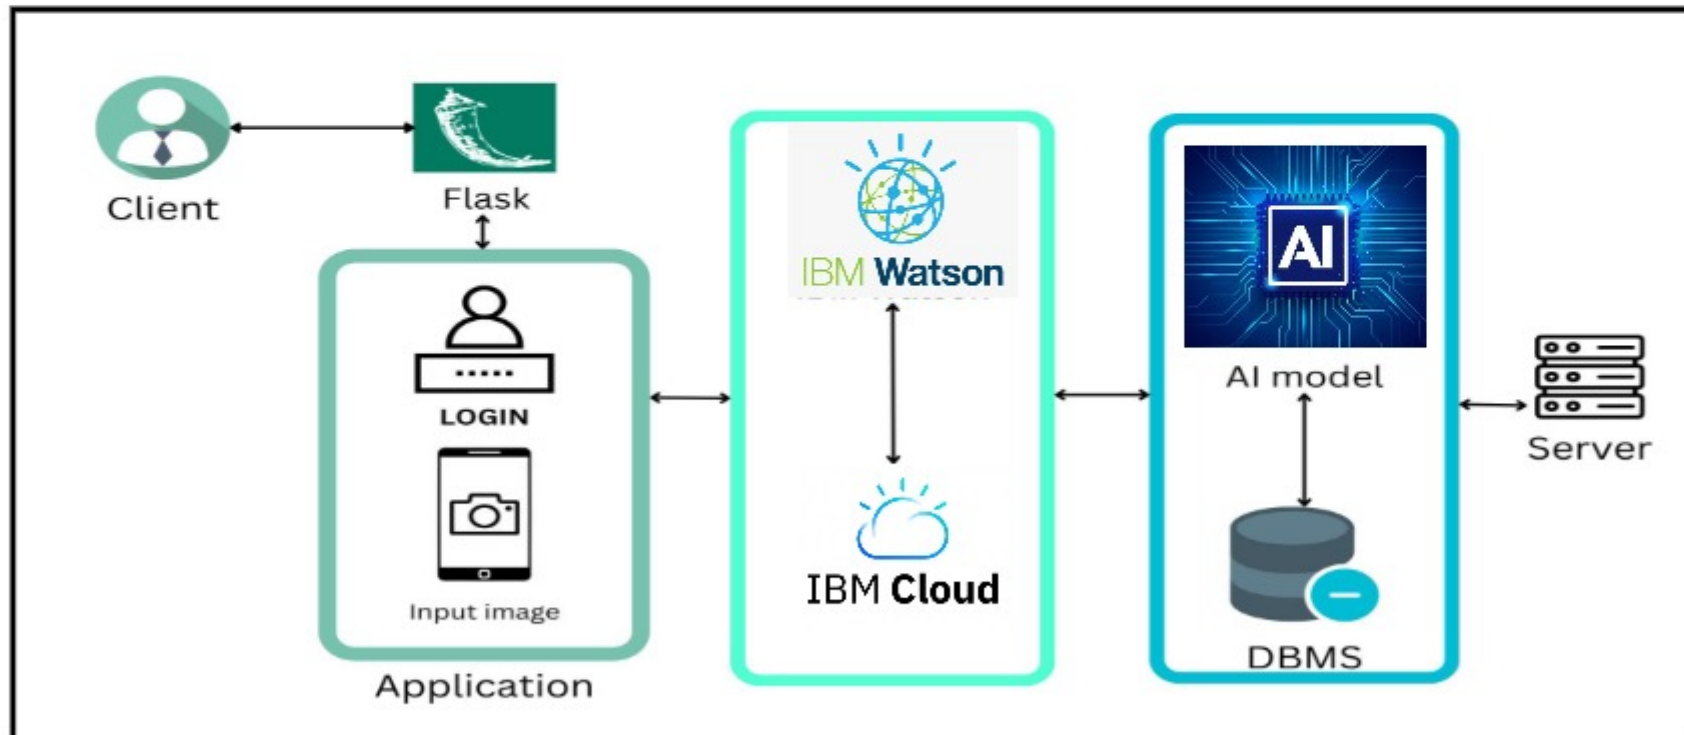 Client
Flask
LOGIN
Input image
Application
IBM Watson
IBM Cloud
AI
AI model
DBMS
Server